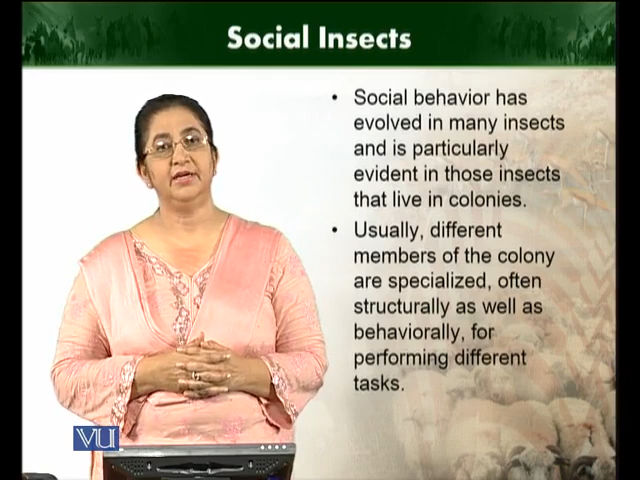 Social Insects
• Social behavior has
evolved in many insects
and is particularly
evident in those insects
that live in colonies.
• Usually, different
members of the colony
are specialized, often
structurally as well as
behaviorally, for
performing different
tasks.
VU